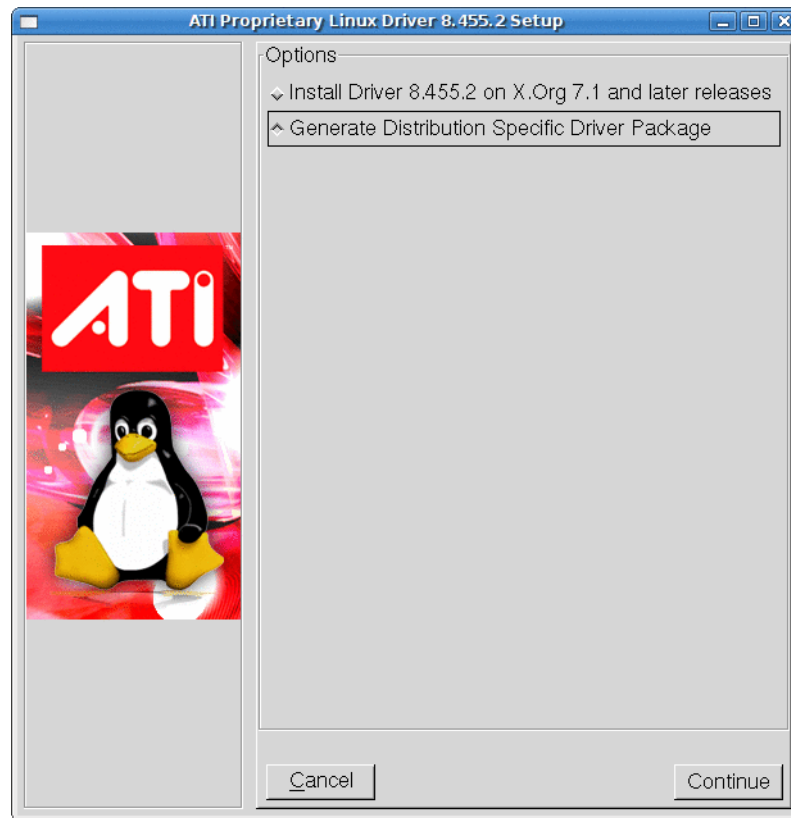 ATI Proprietary Linux Driver 8.455.2 Setup
Options
Install Driver 8.455.2 on X.Org 7.1 and later releases
Generate Distribution Specific Driver Package
ATI
Cancel
Continue